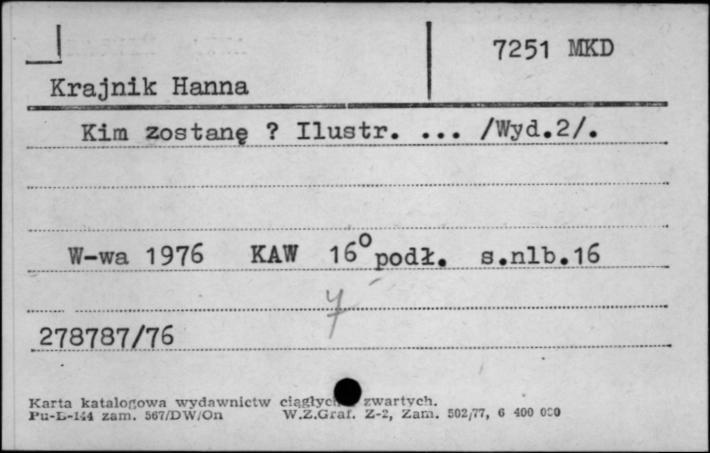 7251 MKD
Krajnik Hanna
Kim zostanę ? Ilustr. ... /Wyd.2/.
W-wa 1976 KAW 16° podł. s.nlb.16
4
278787/76
Karta katalogowa wydawnictw zwartych.
Pu-B-144 zam. 567/DW/On W.Z.Graf. Z-2, Zam. 502/77, 6 400 000